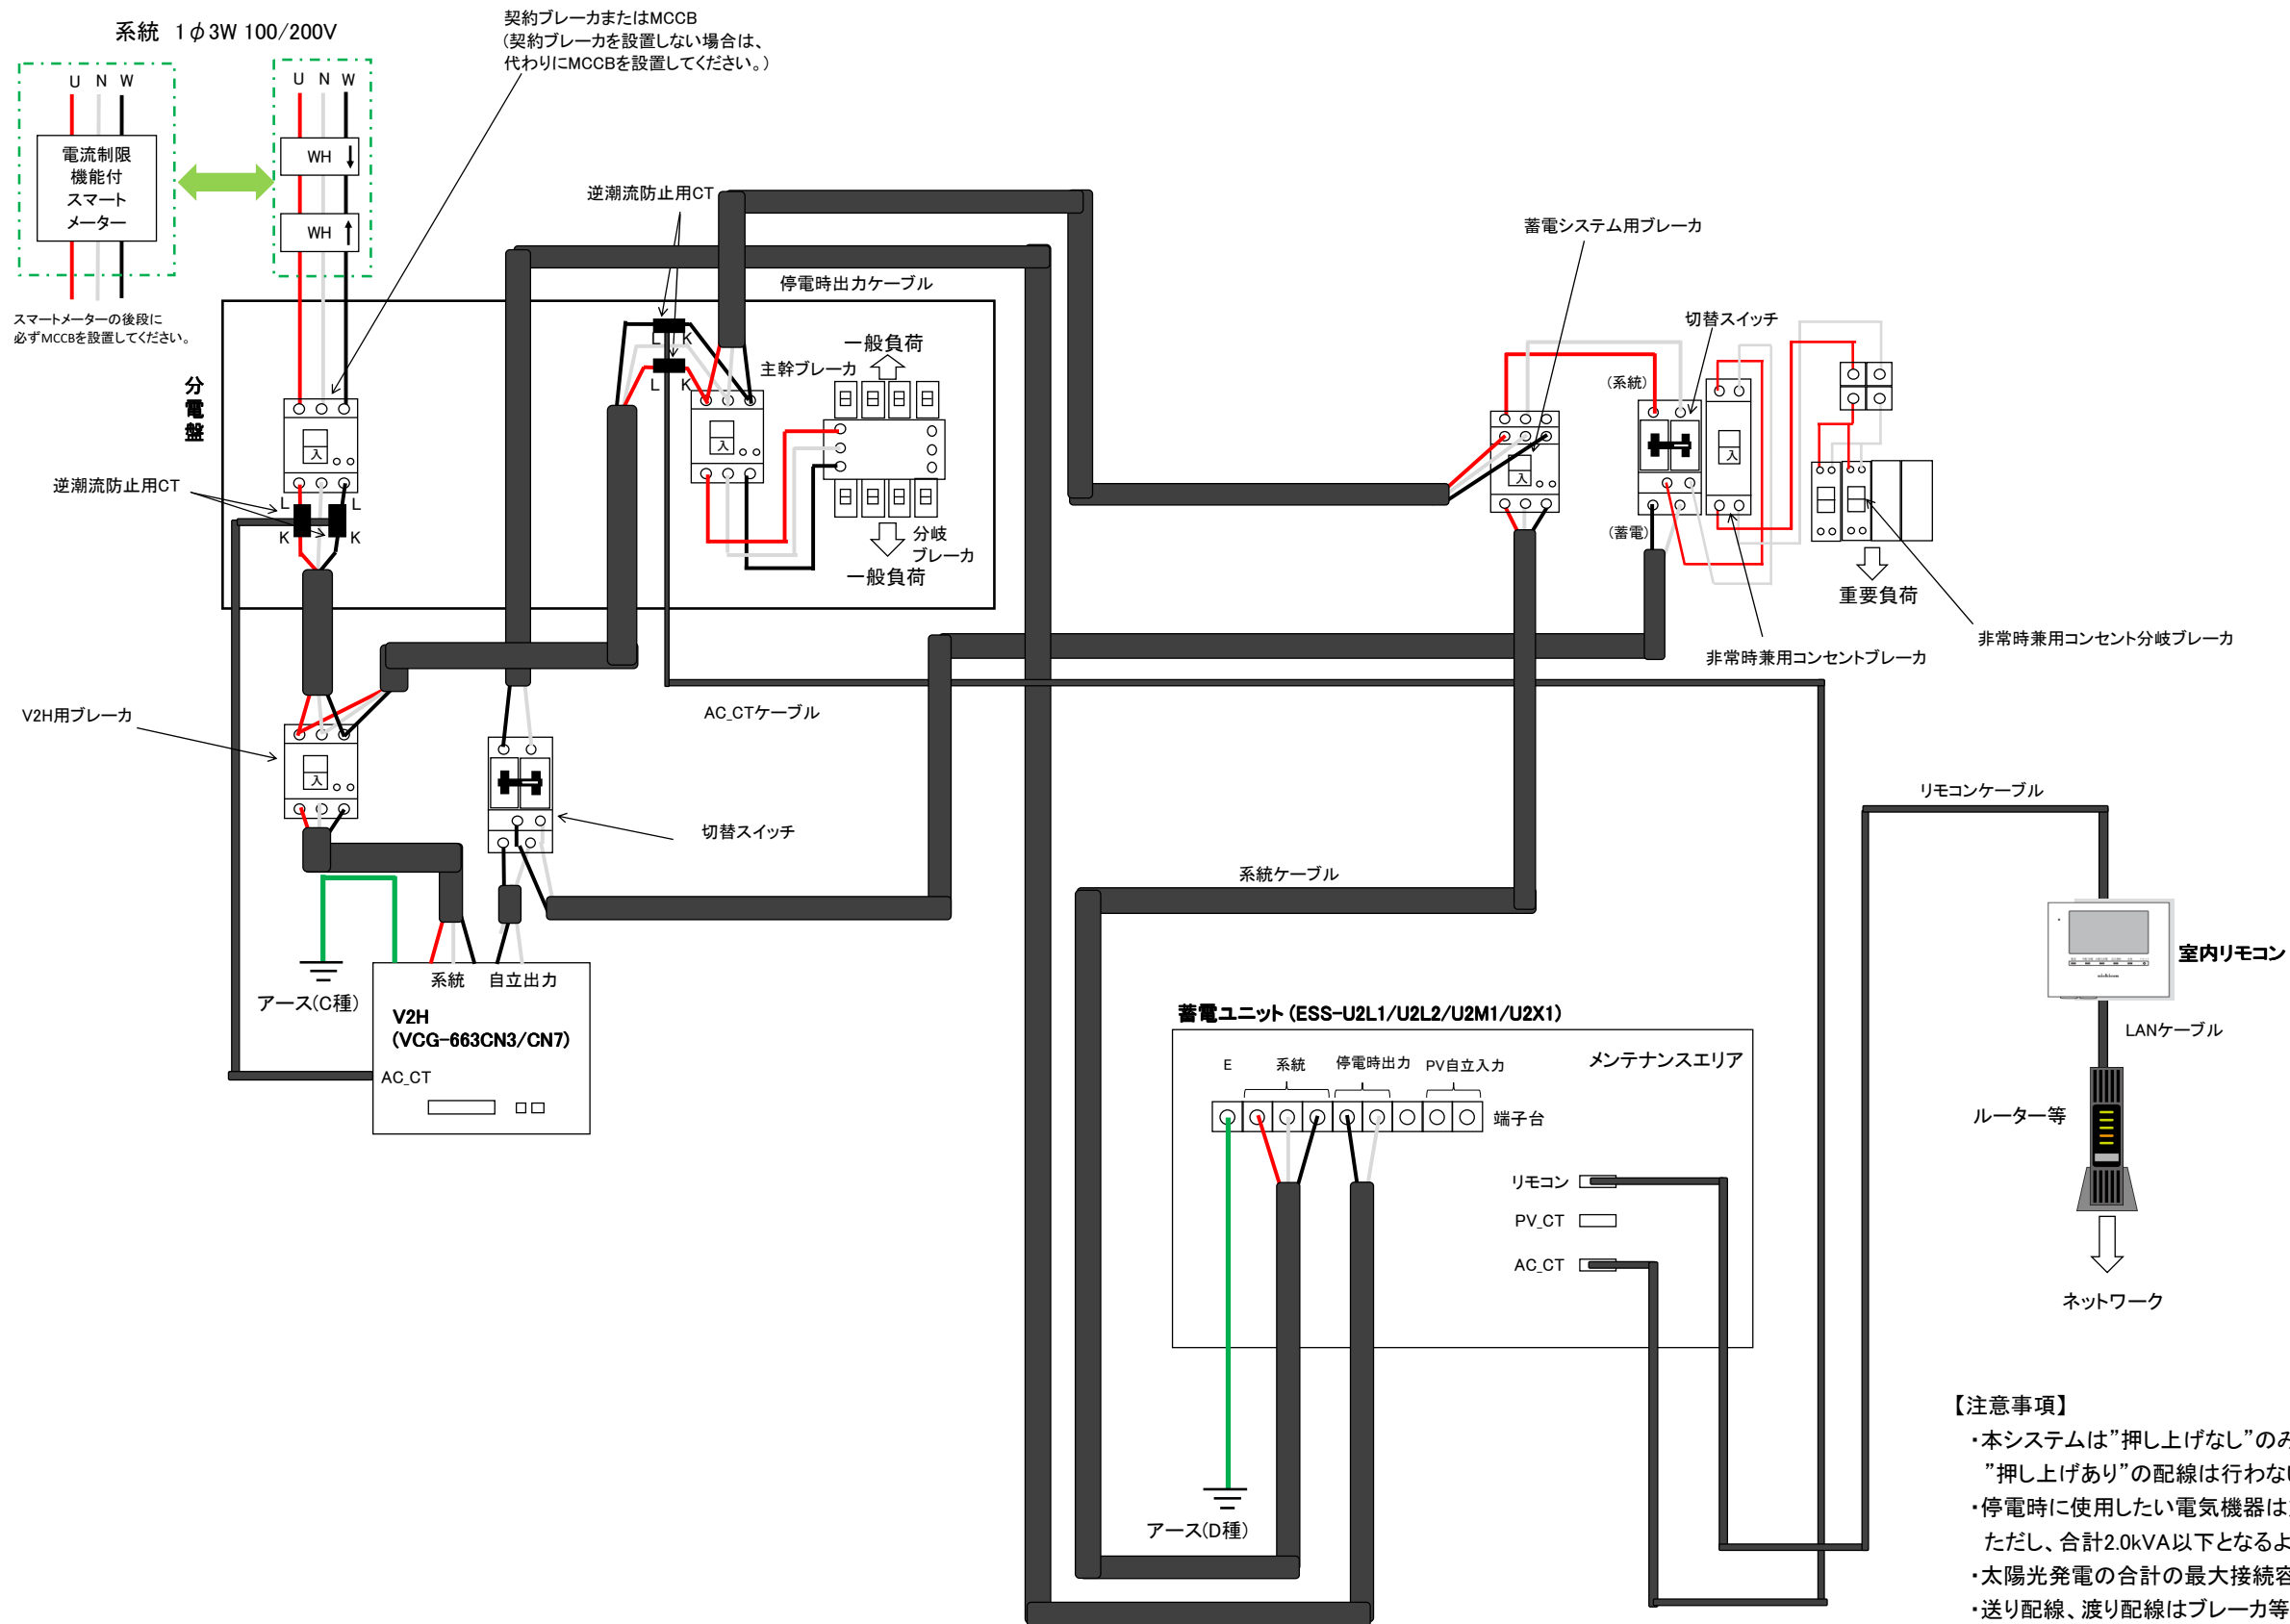 系統 1φ3W 100/200V
契約ブレーカまたはMCCB
(契約ブレーカを設置しない場合は、
代わりにMCCBを設置してください。)
U N W
U N W
電流制限
機能付
スマート
メーター
WH
WH
スマートメーターの後段に
必ずMCCBを設置してください。
逆潮流防止用CT
停電時出力ケーブル
蓄電システム用ブレーカ
切替スイッチ
(系統)
(蓄電)
分電盤
L K
L K
主幹ブレーカ
一般負荷
入
入
入
入
分岐
ブレーカ
一般負荷
逆潮流防止用CT
L L
K K
重要負荷
非常時兼用コンセント分岐ブレーカ
非常時兼用コンセントブレーカ
V2H用ブレーカ
入
AC_CTケーブル
切替スイッチ
リモコンケーブル
系統ケーブル
室内リモコン
LANケーブル
ルーター等
ネットワーク
アース(C種)
系統 自立出力
V2H
(VCG-663CN3/CN7)
AC_CT
蓄電ユニット(ESS-U2L1/U2L2/U2M1/U2X1)
E 系統 停電時出力 PV自立入力
メンテナンスエリア
端子台
リモコン
PV_CT
AC_CT
アース(D種)
【注意事項】
・本システムは”押し上げなし”のみ
”押し上げあり”の配線は行わな
・停電時に使用したい電気機器は
ただし、合計2.0kVA以下となるよ
・太陽光発電の合計の最大接続容
・送り配線、渡り配線はブレーカ等